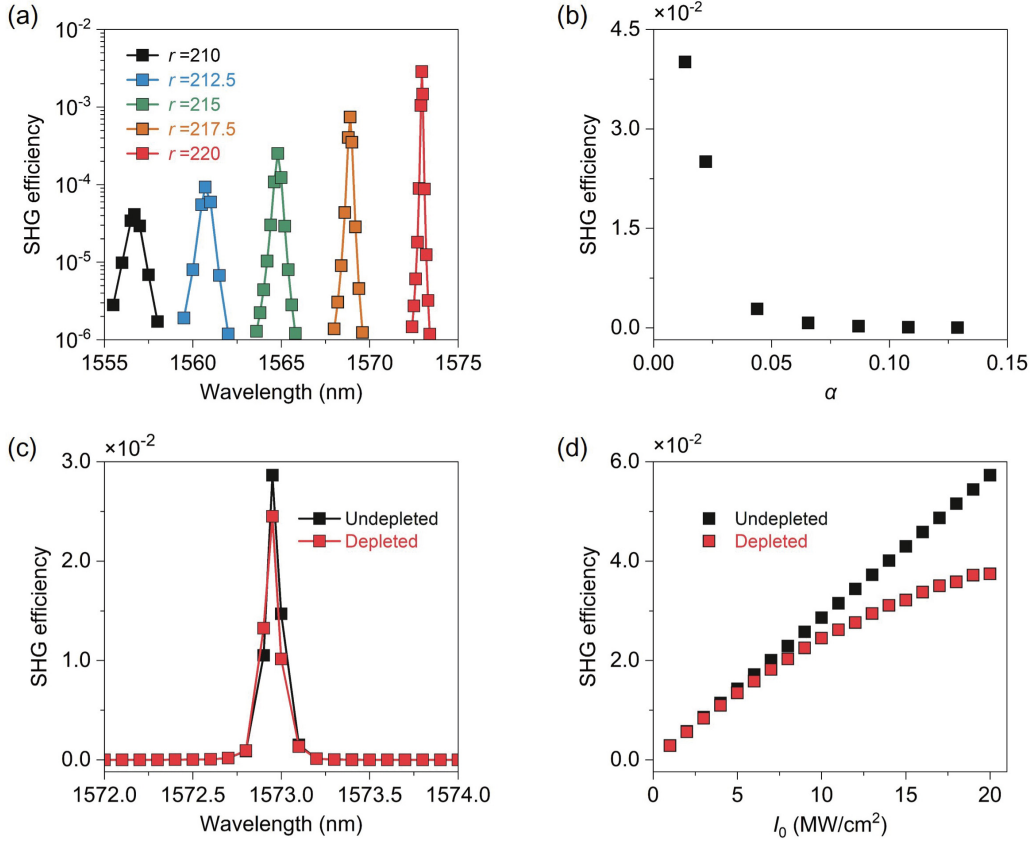 (a)
SHG efficiency
10⁻²
10⁻³
10⁻⁴
10⁻⁵
10⁻⁶
r =210
r =212.5
r =215
r =217.5
r =220
1555 1560 1565 1570 1575
Wavelength (nm)
(b)
×10⁻²
SHG efficiency
4.5
3.0
1.5
0.0
0.00 0.05 0.10 0.15
α
(c)
×10⁻²
SHG efficiency
3.0
2.0
1.0
0.0
Undepleted
Depleted
1572.0 1572.5 1573.0 1573.5 1574.0
Wavelength (nm)
(d)
×10⁻²
SHG efficiency
6.0
4.0
2.0
0.0
Undepleted
Depleted
0 5 10 15 20
I₀ (MW/cm²)